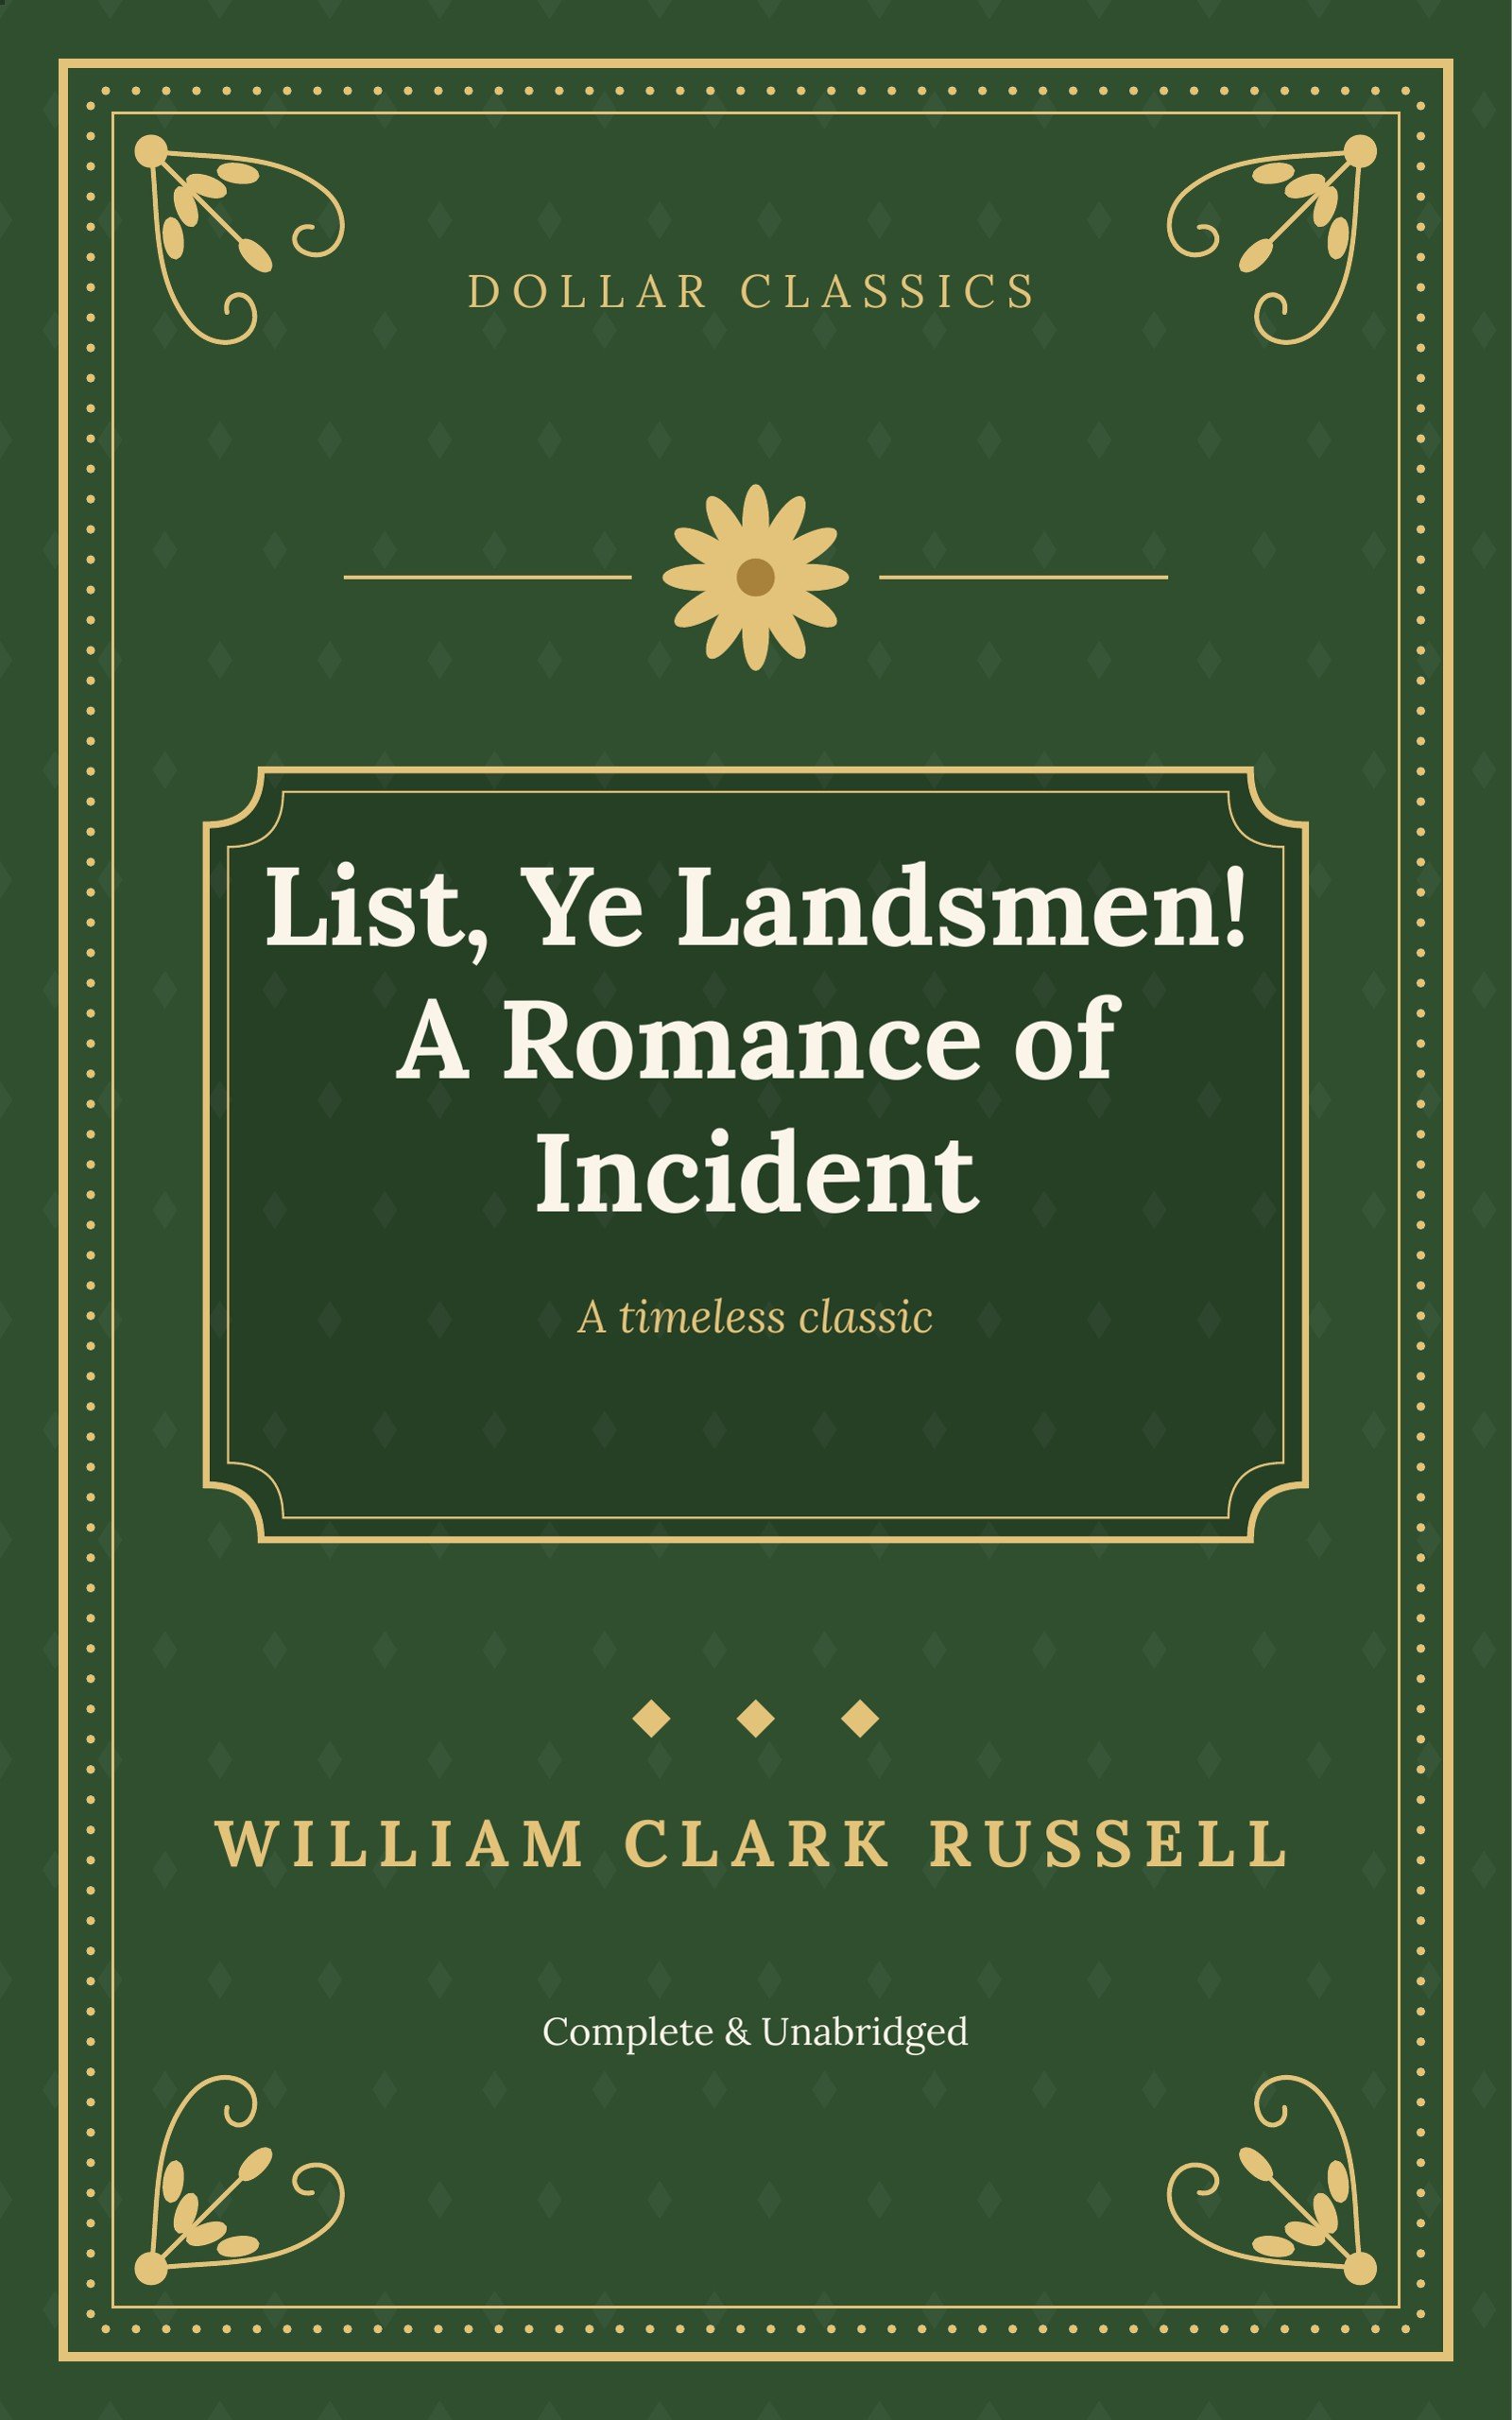 DOLLAR CLASSICS
List, Ye Landsmen!
A Romance of
Incident
A timeless classic
WILLIAM CLARK RUSSELL
Complete & Unabridged